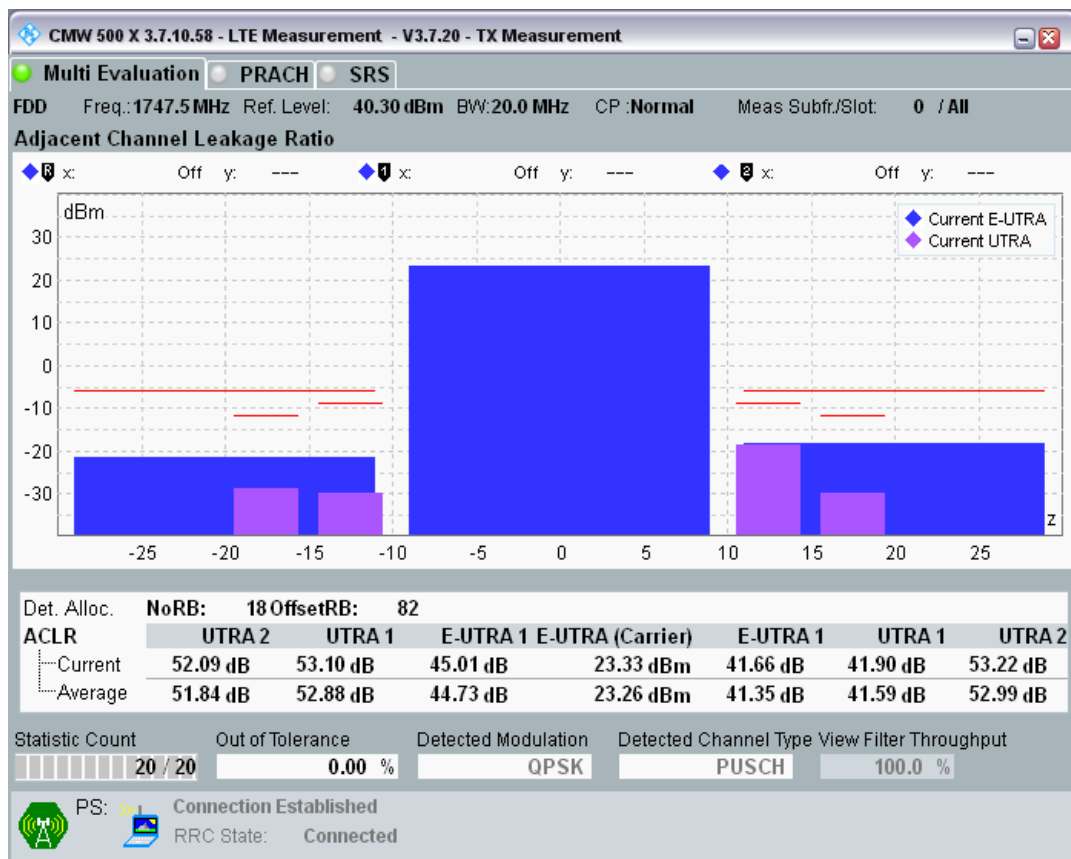 CMW 500 X 3.7.10.58 - LTE Measurement - V3.7.20 - TX Measurement
Multi Evaluation PRACH SRS
FDD Freq.:1747.5 MHz Ref. Level: 40.30 dBm BW:20.0 MHz CP :Normal Meas Subfr./Slot: 0 / All
Adjacent Channel Leakage Ratio
R x: Off y: --- 1 x: Off y: --- 2 x: Off y: ---
dBm
Current E-UTRA
Current UTRA
30
20
10
0
-10
-20
-30
z
-25 -20 -15 -10 -5 0 5 10 15 20 25
Det. Alloc. NoRB: 18 OffsetRB: 82
ACLR UTRA 2 UTRA 1 E-UTRA 1 E-UTRA (Carrier) E-UTRA 1 UTRA 1 UTRA 2
Current 52.09 dB 53.10 dB 45.01 dB 23.33 dBm 41.66 dB 41.90 dB 53.22 dB
Average 51.84 dB 52.88 dB 44.73 dB 23.26 dBm 41.35 dB 41.59 dB 52.99 dB
Statistic Count Out of Tolerance Detected Modulation Detected Channel Type View Filter Throughput
20 / 20 0.00 % QPSK PUSCH 100.0 %
PS: Connection Established
RRC State: Connected